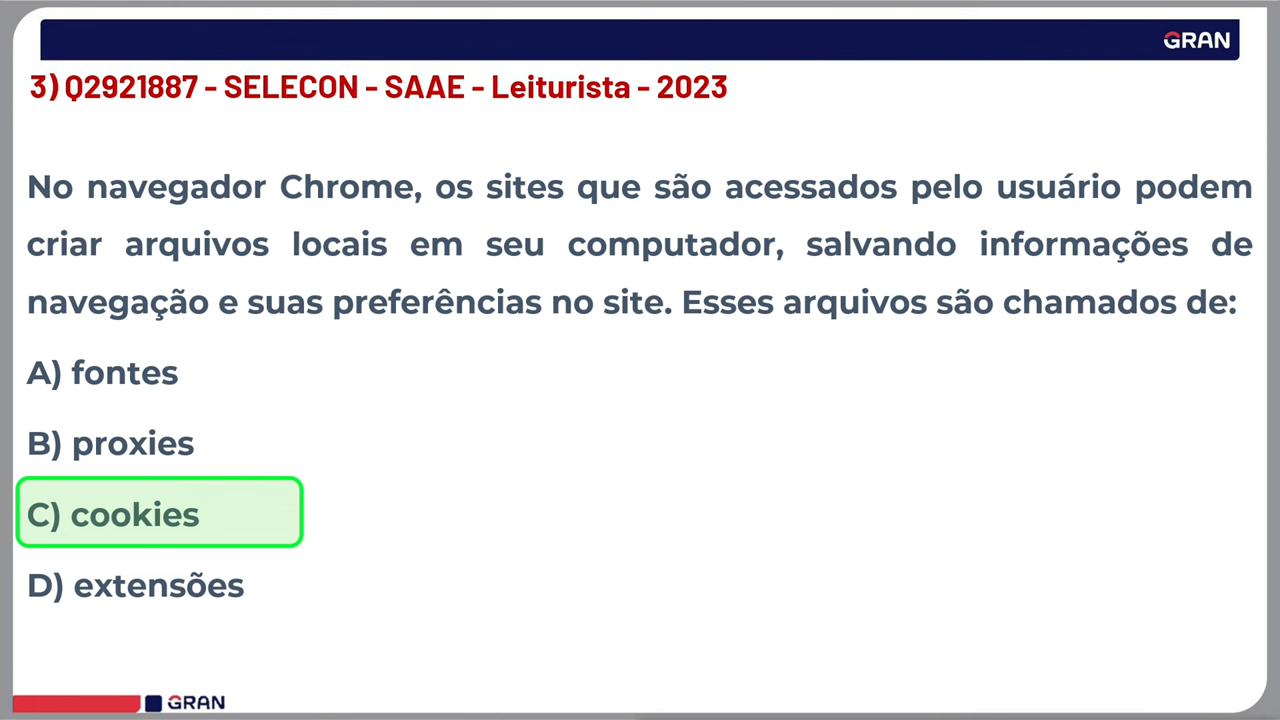 GRAN
3) Q2921887 - SELECON - SAAE - Leiturista - 2023
No navegador Chrome, os sites que são acessados pelo usuário podem
criar arquivos locais em seu computador, salvando informações de
navegação e suas preferências no site. Esses arquivos são chamados de:
A) fontes
B) proxies
C) cookies
D) extensões
GRAN